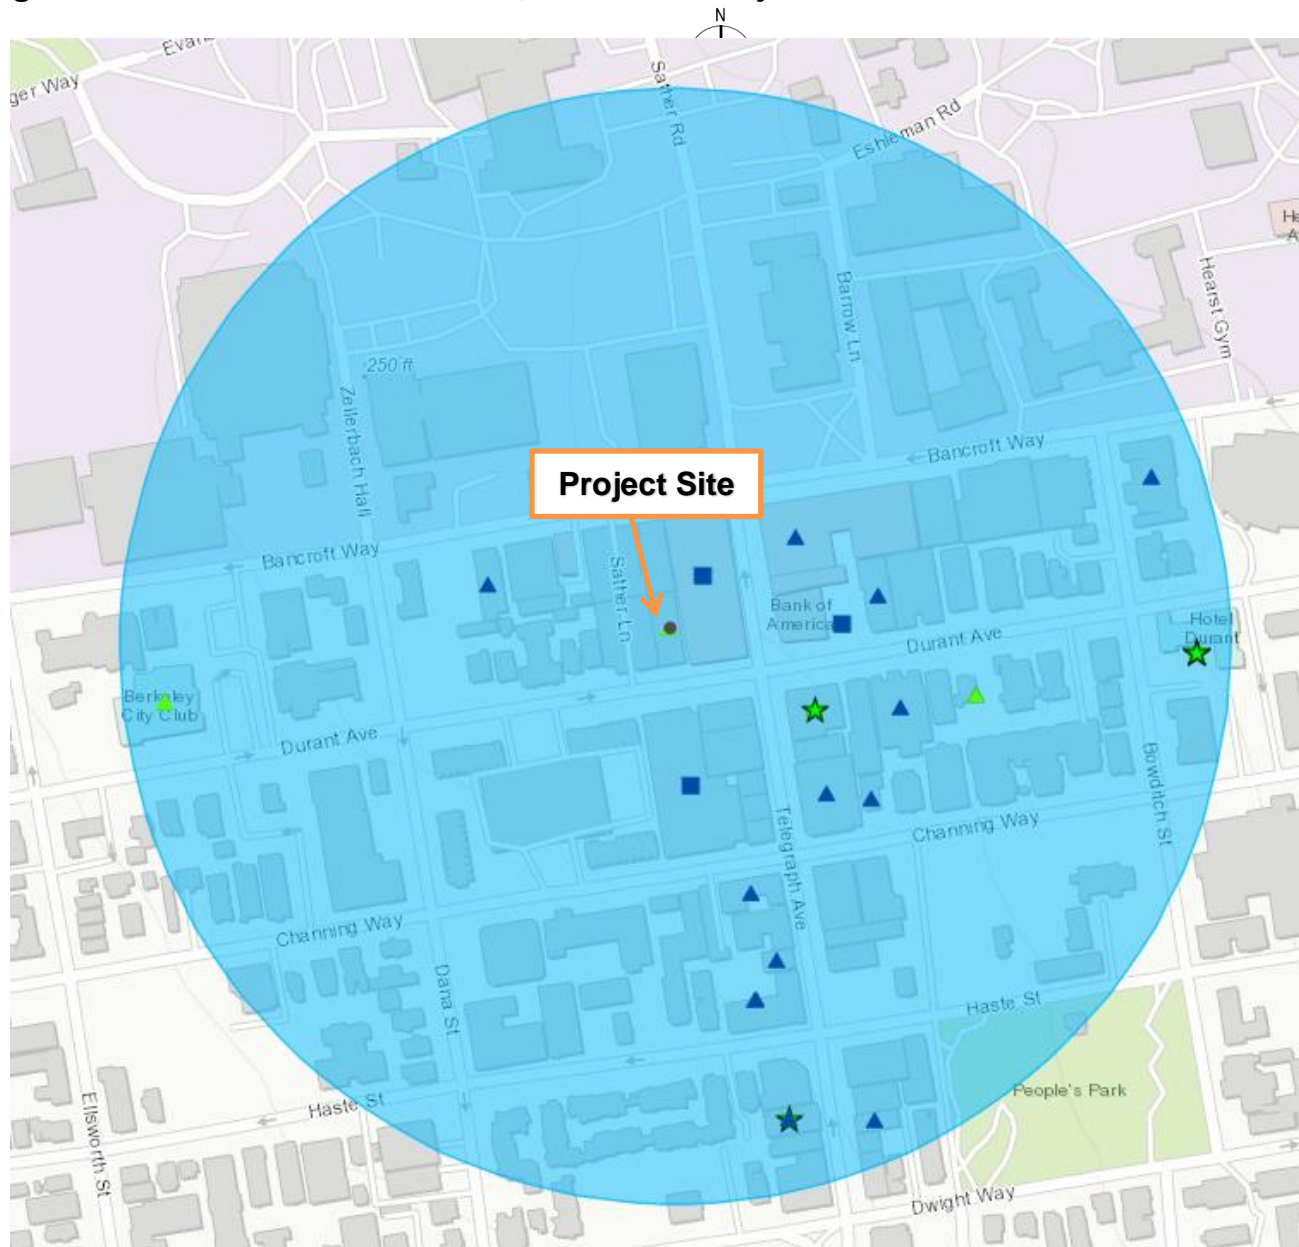 N
ger Way
Sather Rd
Eshleman Rd
Hearst Gym
Barrow Ln
250 ft
Zellerbach Hall
Bancroft Way
Project Site
Bancroft Way
Sather Ln
Bank of
America
Durant Ave
Hotel
Durant
Berkeley
City Club
Durant Ave
Bowditch St
Telegraph Ave
Channing Way
Channing Way
Dana St
Haste St
People's Park
Haste St
Ellsworth St
Dwight Way